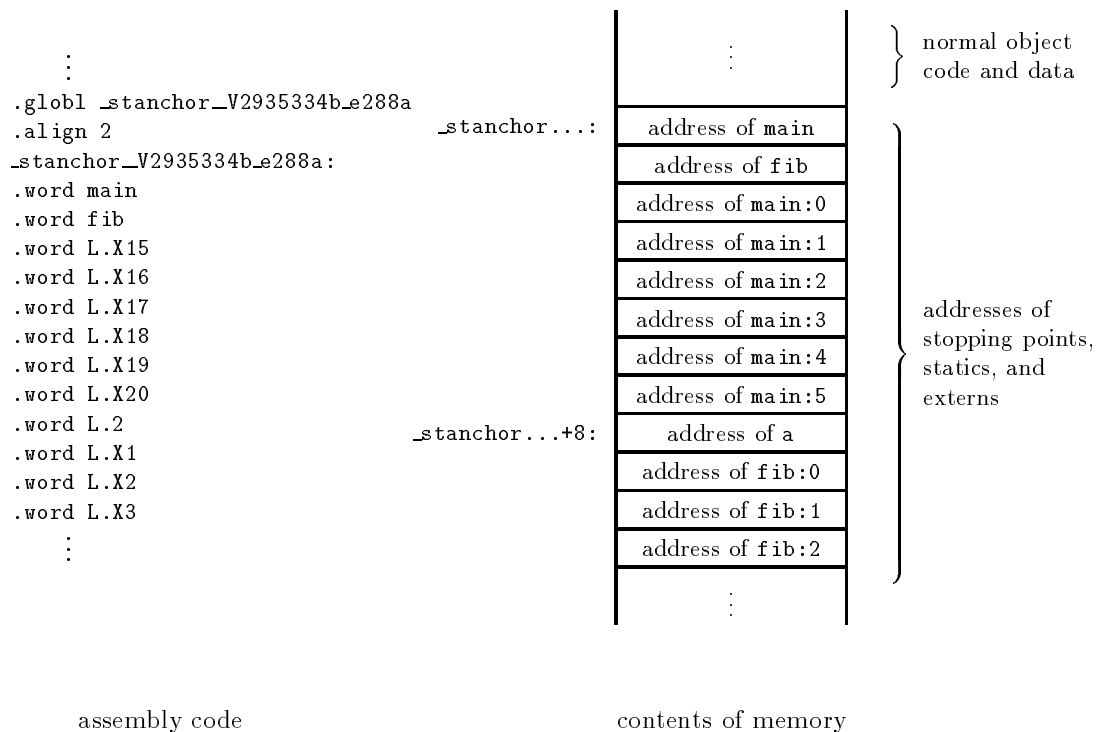 ⋮
.globl _stanchor__V2935334b_e288a
.align 2
_stanchor__V2935334b_e288a:
.word main
.word fib
.word L.X15
.word L.X16
.word L.X17
.word L.X18
.word L.X19
.word L.X20
.word L.2
.word L.X1
.word L.X2
.word L.X3
⋮
assembly code
_stanchor...:
_stanchor...+8:
⋮
address of main
address of fib
address of main:0
address of main:1
address of main:2
address of main:3
address of main:4
address of main:5
address of a
address of fib:0
address of fib:1
address of fib:2
⋮
contents of memory
normal object
code and data
addresses of
stopping points,
statics, and
externs